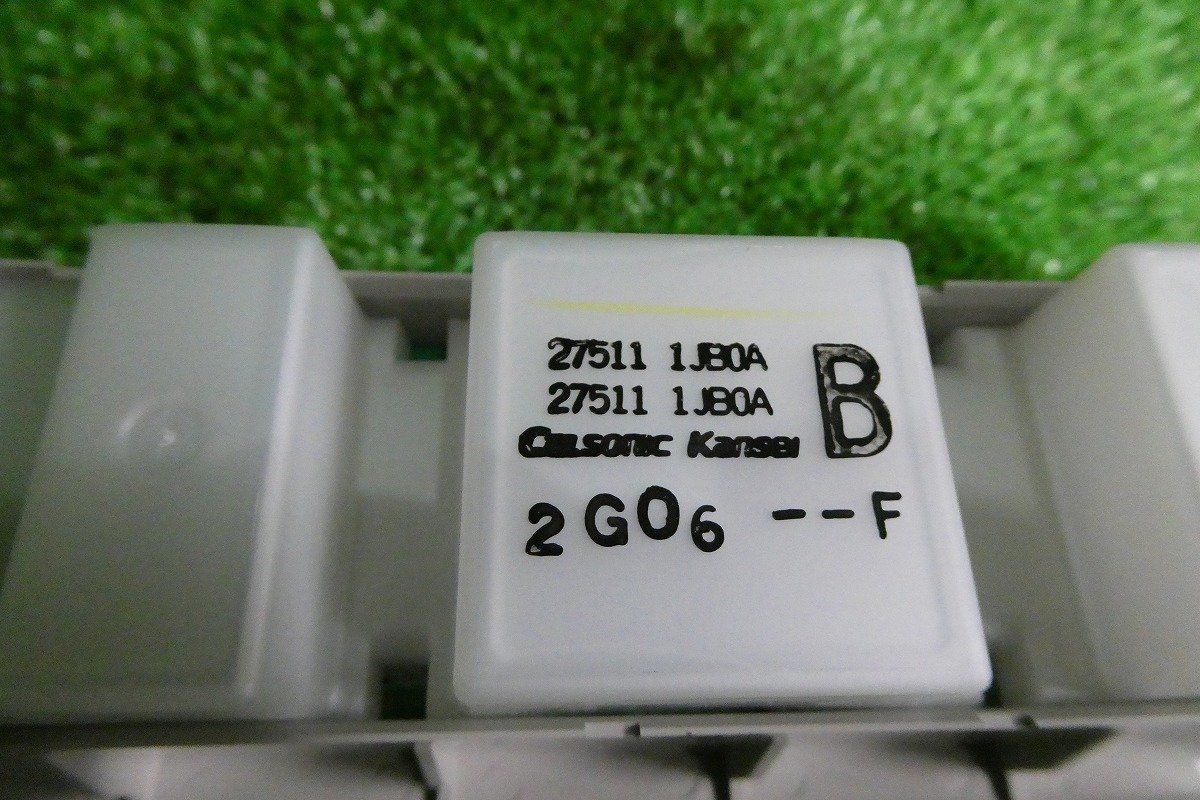 27511 1JB0A
27511 1JB0A
Calsonic Kansei
B
2G06 --F